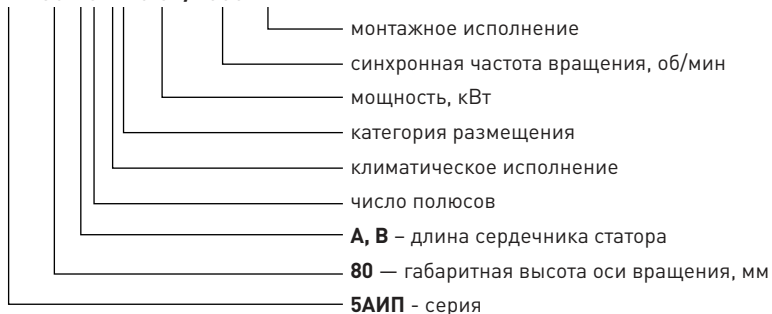 монтажное исполнение
синхронная частота вращения, об/мин
мощность, кВт
категория размещения
климатическое исполнение
число полюсов
А, В – длина сердечника статора
80 — габаритная высота оси вращения, мм
5АИП - серия